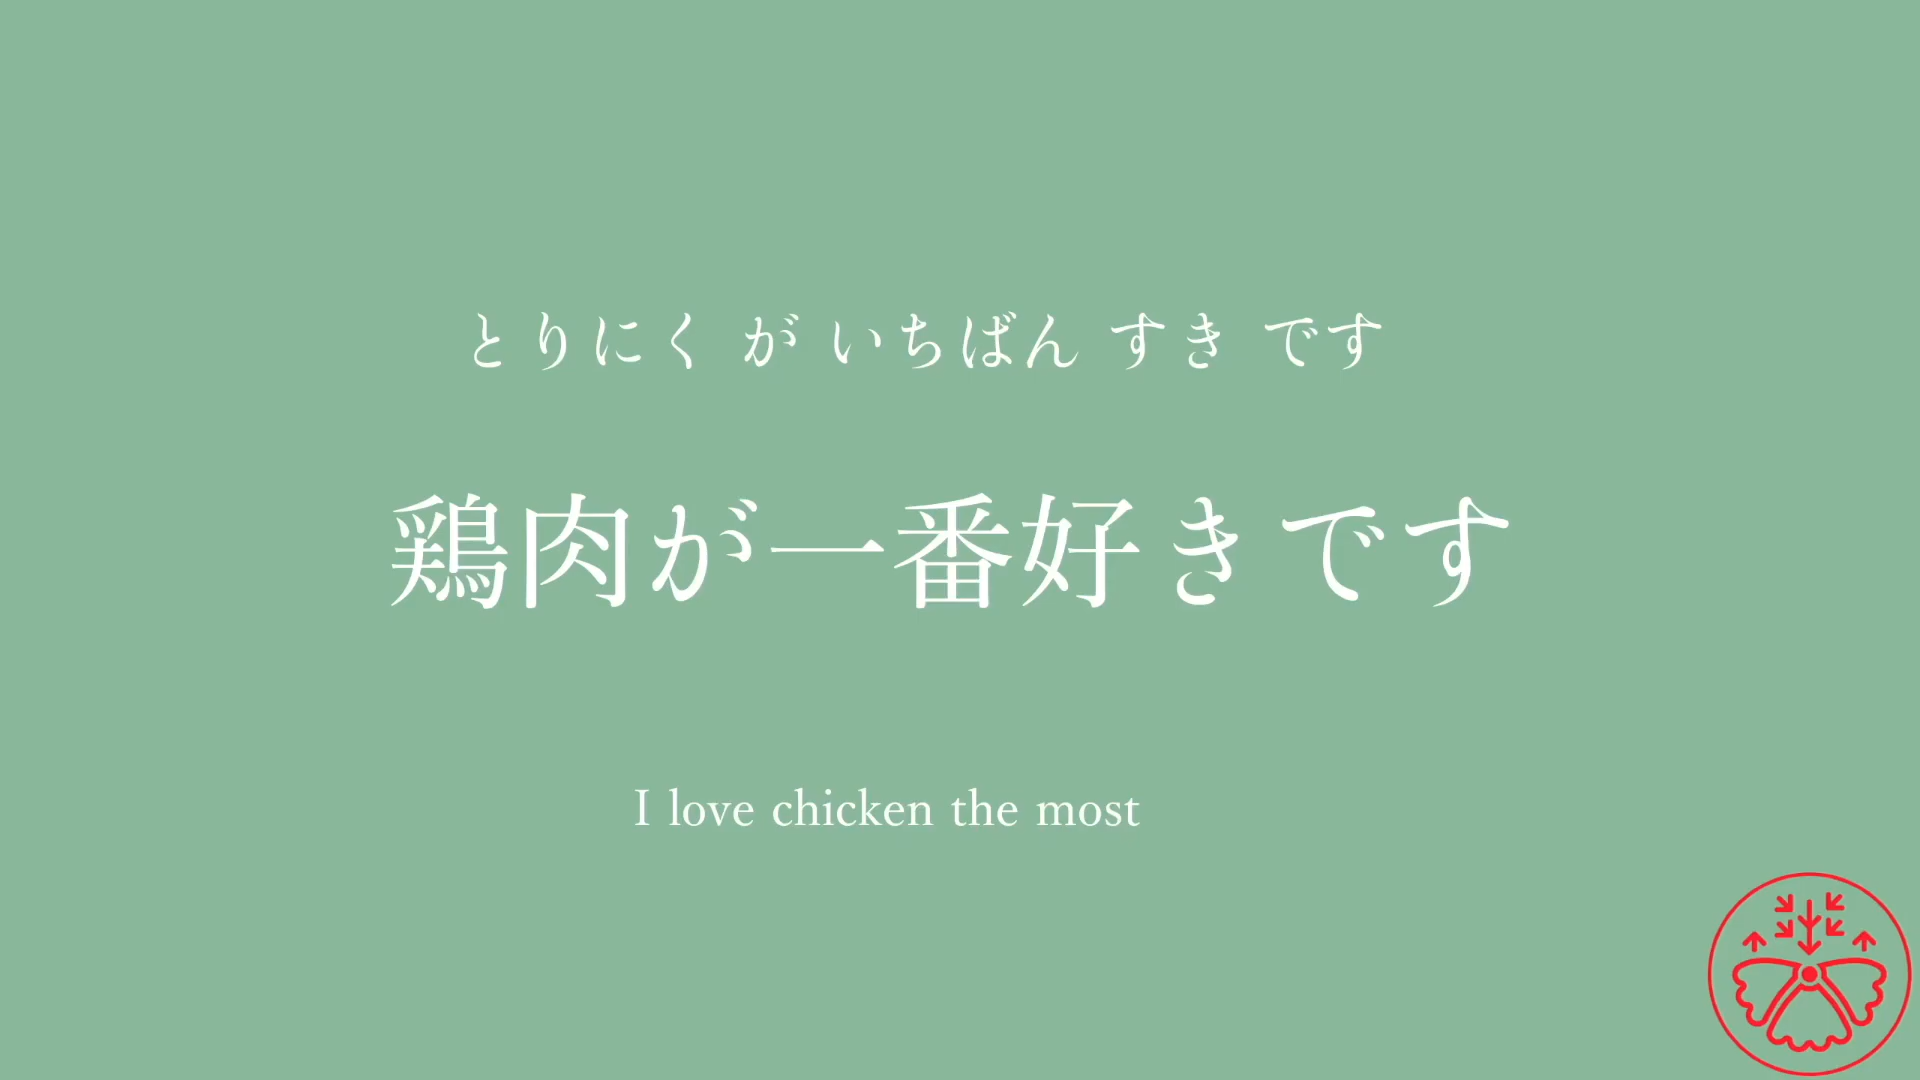 とりにく が いちばん すき です
鶏肉が一番好きです
I love chicken the most